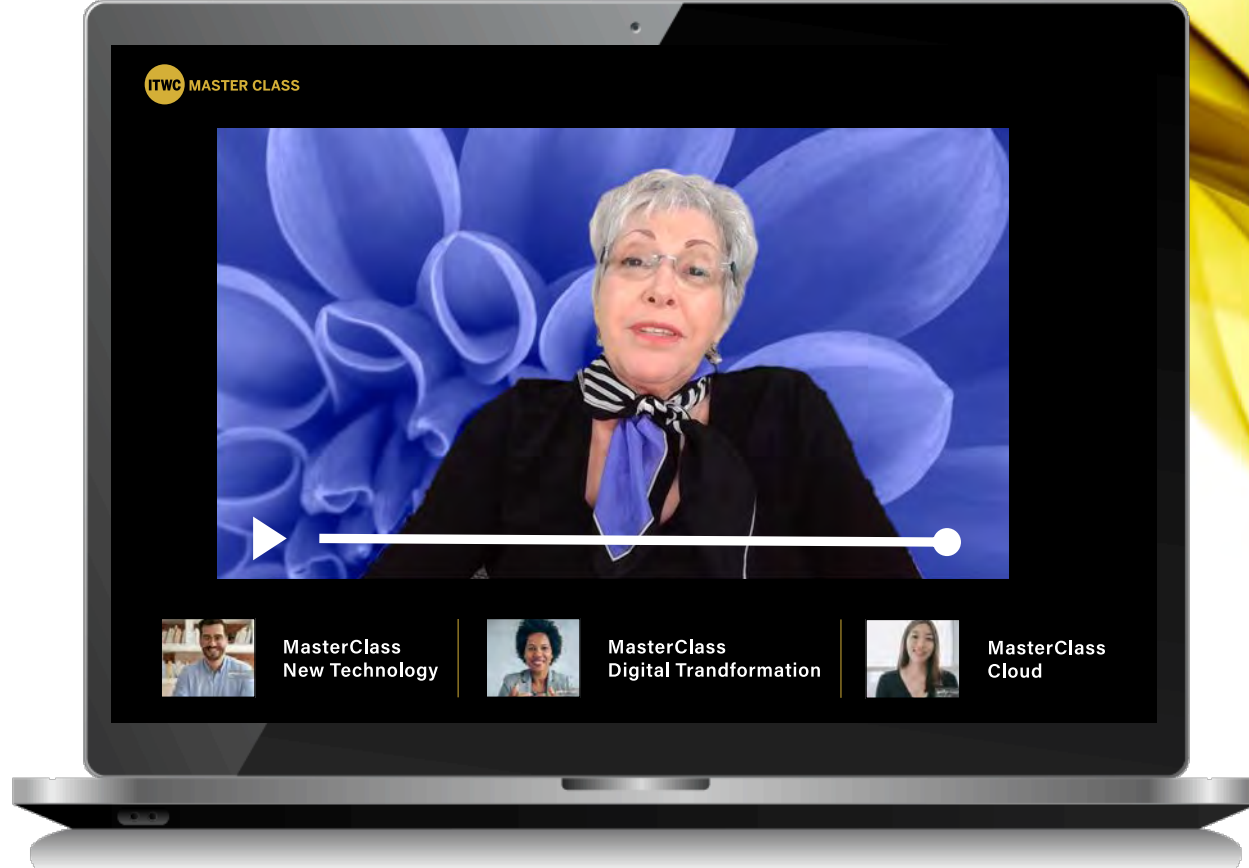 ITWC MASTER CLASS
MasterClass
New Technology
MasterClass
Digital Trandformation
MasterClass
Cloud